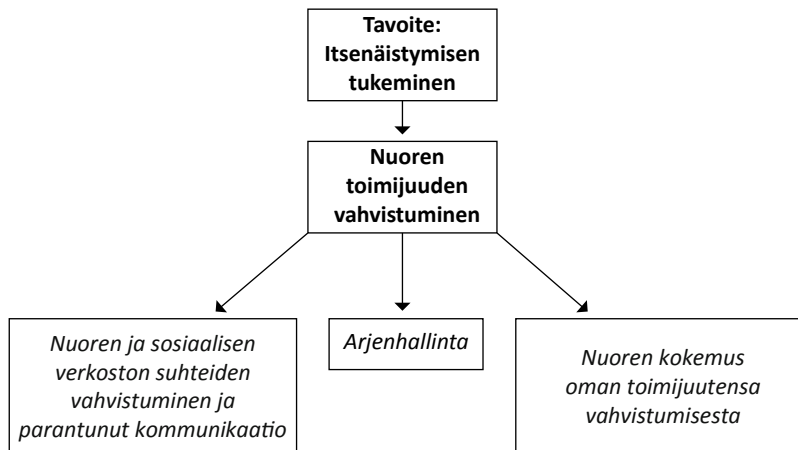 Tavoite:
Itsenäistymisen
tukeminen
Nuoren
toimijuuden
vahvistuminen
Nuoren ja sosiaalisen
verkoston suhteiden
vahvistuminen ja
parantunut kommunikaatio
Arjenhallinta
Nuoren kokemus
oman toimijuutensa
vahvistumisesta